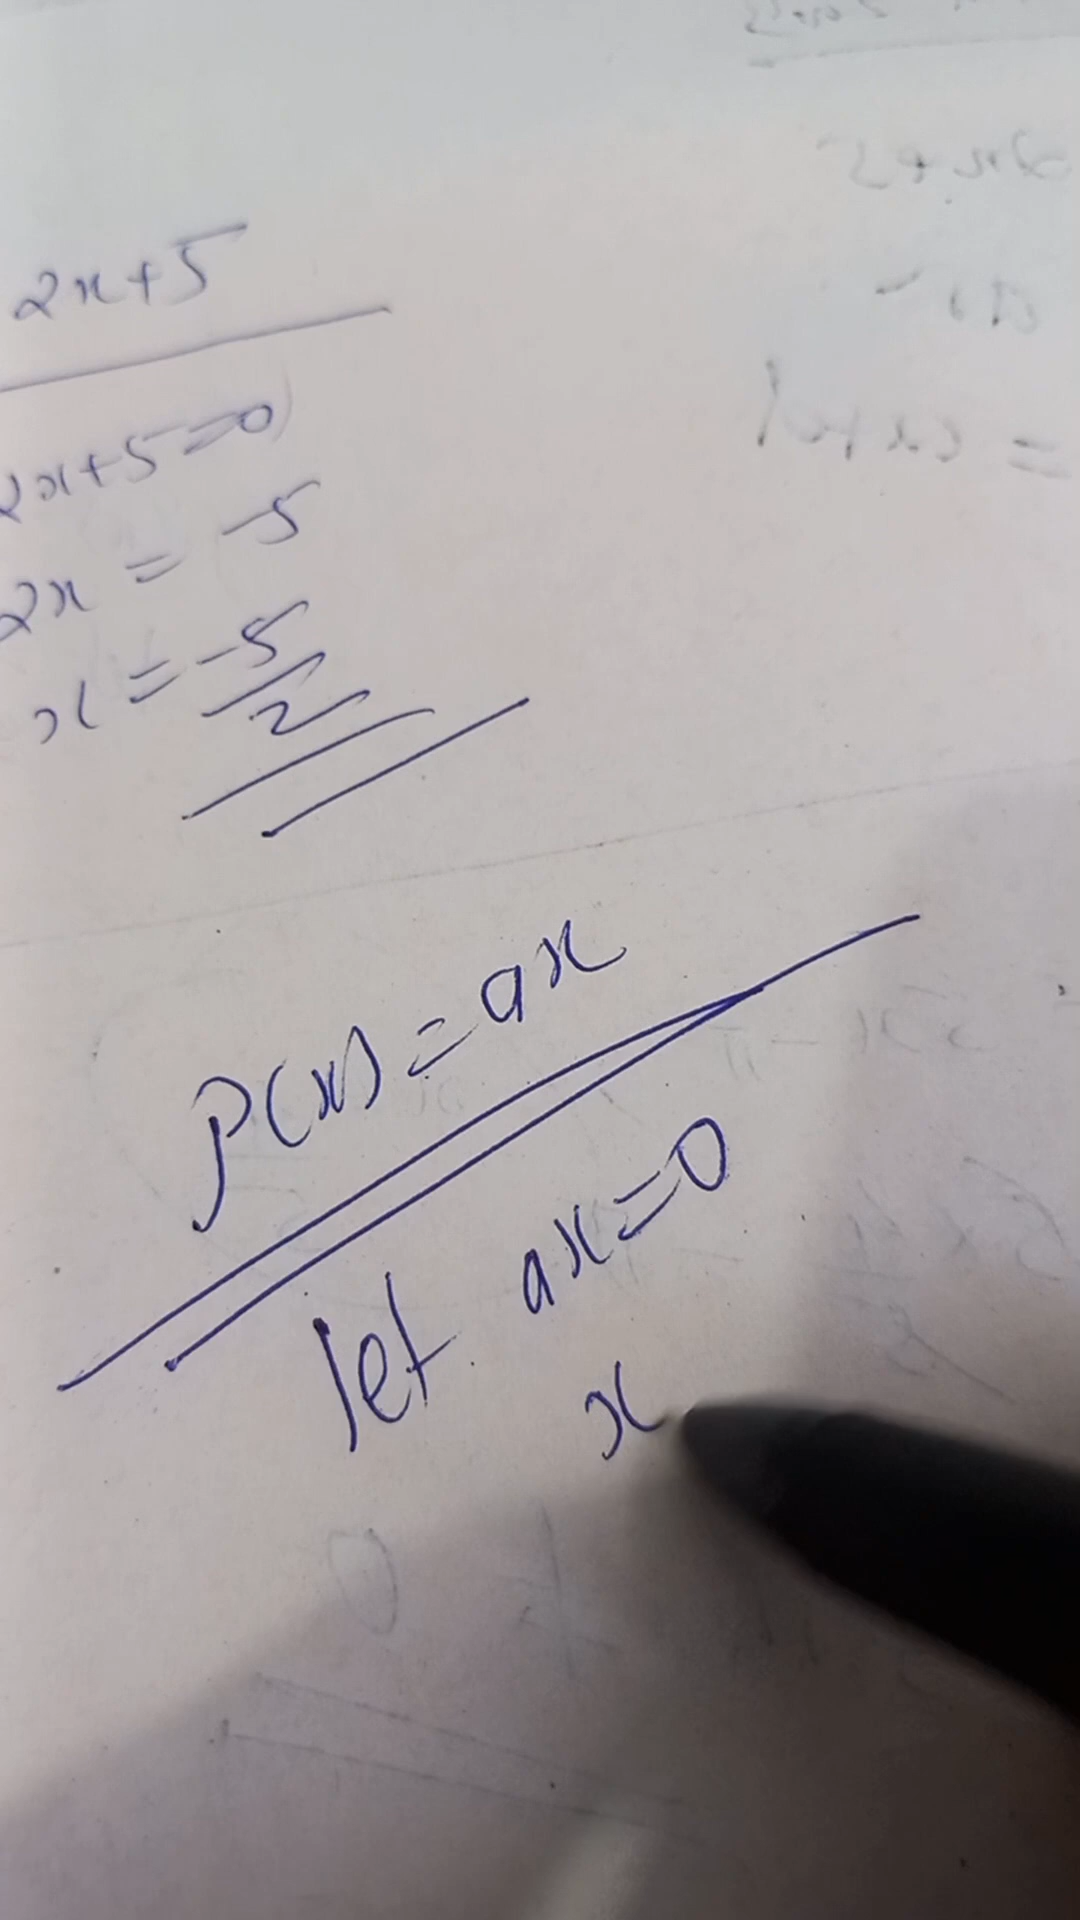 2x+5
2x+5=0
2x = -5
x = -5/2
P(x)=ax
let ax=0
x